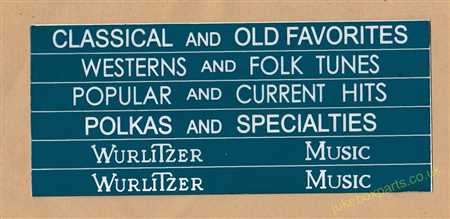 CLASSICAL AND OLD FAVORITES
WESTERNS AND FOLK TUNES
POPULAR AND CURRENT HITS
POLKAS AND SPECIALTIES
WURLITZER MUSIC
WURLITZER MUSIC
jukeboxparts.co.uk